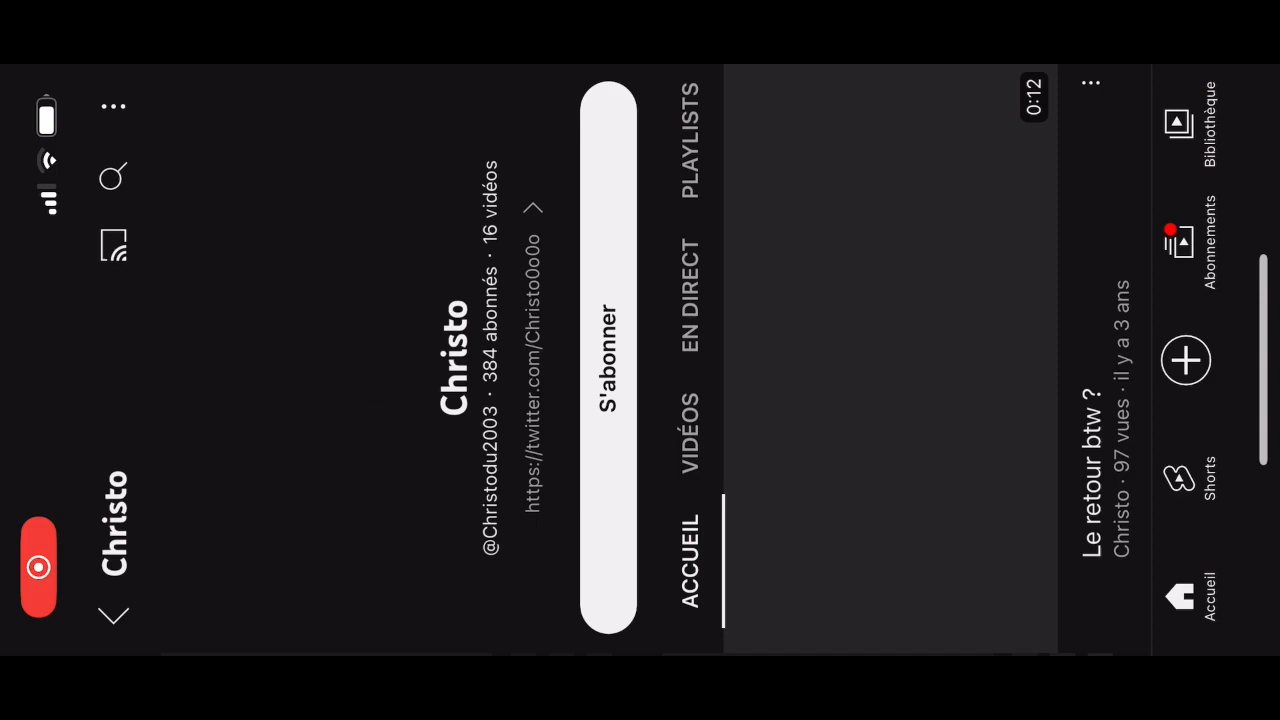 Christo
Christo
@Christodu2003 · 384 abonnés · 16 vidéos
https://twitter.com/Christo0o0o
S'abonner
ACCUEIL VIDÉOS EN DIRECT PLAYLISTS
0:12
Le retour btw ?
Christo · 97 vues · il y a 3 ans
Accueil Shorts Abonnements Bibliothèque